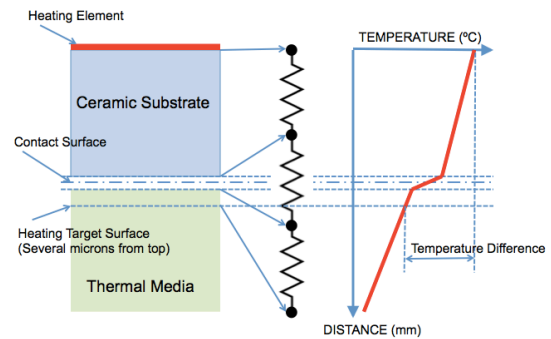 Heating Element
TEMPERATURE (ºC)
Ceramic Substrate
Contact Surface
Heating Target Surface
(Several microns from top)
Temperature Difference
Thermal Media
DISTANCE (mm)